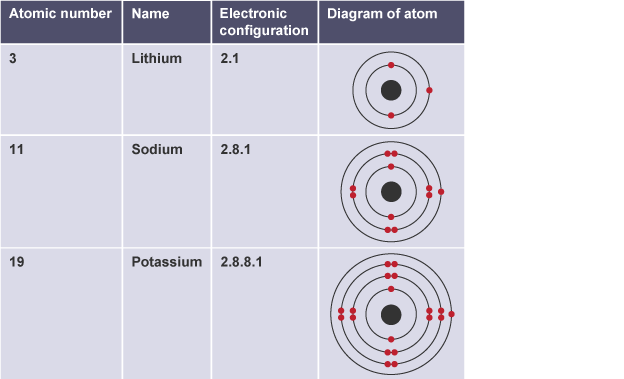 Atomic number Name Electronic configuration Diagram of atom
3 Lithium 2.1
11 Sodium 2.8.1
19 Potassium 2.8.8.1